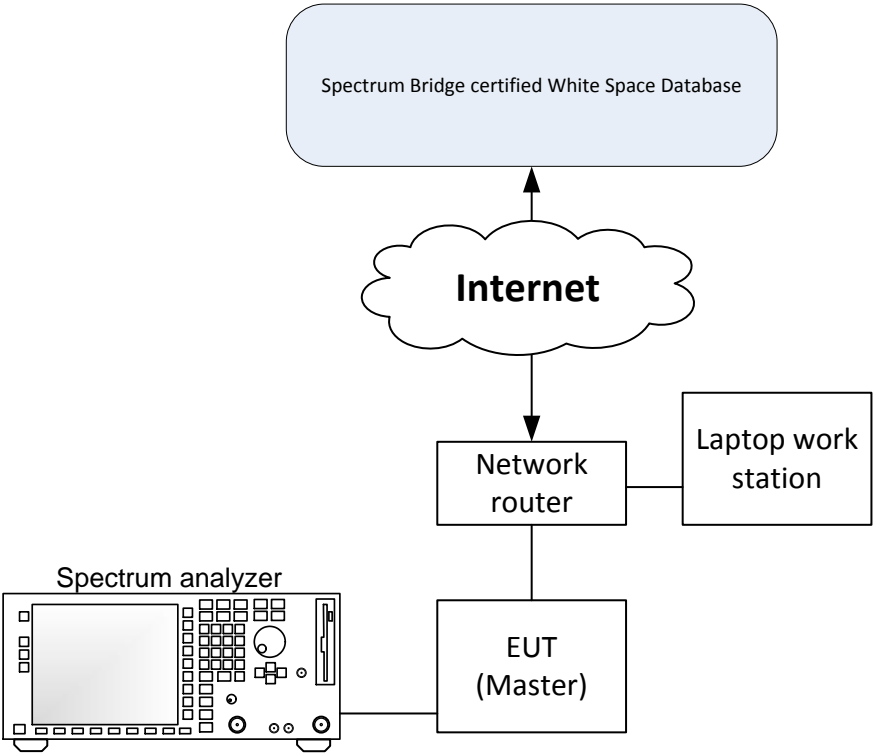 Spectrum Bridge certified White Space Database
Internet
Network
router
Laptop work
station
Spectrum analyzer
EUT
(Master)